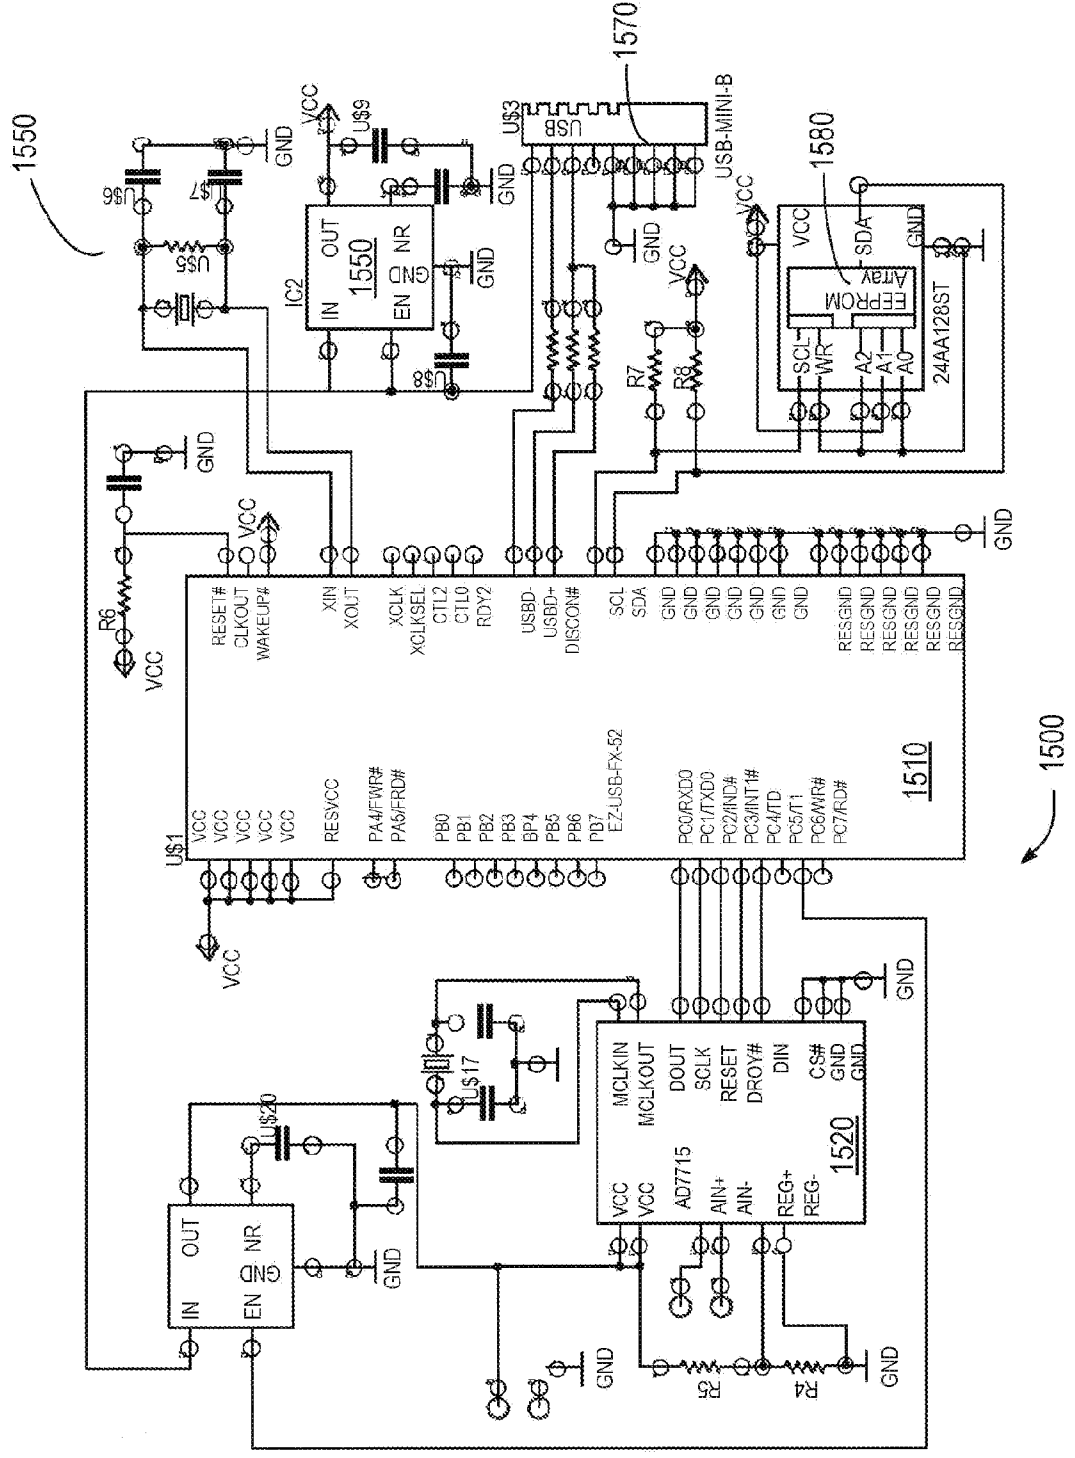 1550
U$6
U$7
GND
U$5
VCC
U$9
IC2
OUT
IN
NR
EN
GND
1550
GND
GND
U$8
U$3
USB
1570
USB-MINI-B
GND
VCC
R7
R8
VCC
1580
VCC
SDA
GND
Array
EEPROM
SCL
WR
A2
A1
A0
24AA128ST
GND
VCC
R6
VCC
RESET#
CLKOUT
WAKEUP#
XIN
XOUT
XCLK
XCLKSEL
CTL2
CTL0
RDY2
USBD-
USBD+
DISCON#
SCL
SDA
GND
GND
GND
GND
GND
GND
GND
RESGND
RESGND
RESGND
RESGND
RESGND
RESGND
GND
U$1
VCC
VCC
VCC
VCC
VCC
RESVCC
PA4/FWR#
PA5/FRD#
PB0
PB1
PB2
PB3
BP4
PB5
PB6
PB7
EZ-USB-FX-52
PC0/RXD0
PC1/TXD0
PC2/IND#
PC3/INT1#
PC4/TD
PC5/T1
PC6/WR#
PC7/RD#
1510
1500
VCC
U$17
GND
MCLKIN
MCLKOUT
DOUT
SCLK
RESET
DROY#
DIN
CS#
GND
GND
VCC
VCC
AD7715
AIN+
AIN-
REG+
REG-
1520
U$20
OUT
IN
NR
EN
GND
GND
GND
R5
R4
GND